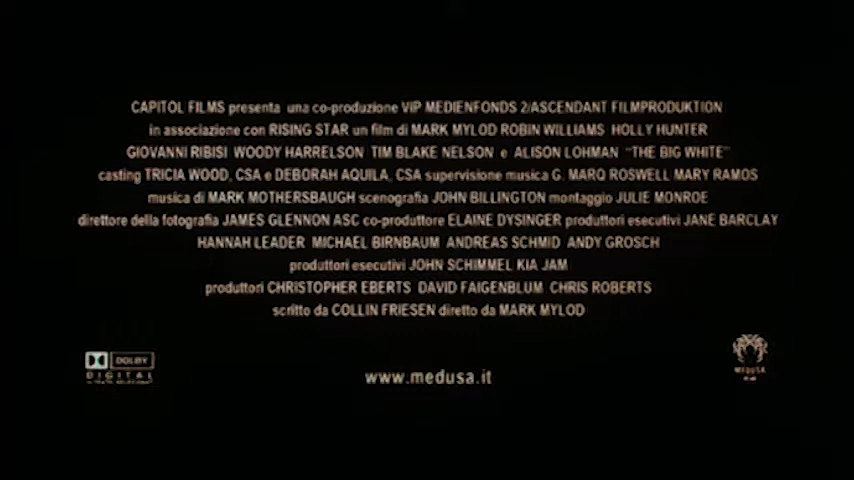 CAPITOL FILMS presenta una co-produzione VIP MEDIENFONDS 2/ASCENDANT FILMPRODUKTION
in associazione con RISING STAR un film di MARK MYLOD ROBIN WILLIAMS HOLLY HUNTER
GIOVANNI RIBISI WOODY HARRELSON TIM BLAKE NELSON e ALISON LOHMAN "THE BIG WHITE"
casting TRICIA WOOD, CSA e DEBORAH AQUILA, CSA supervisione musica G. MARQ ROSWELL MARY RAMOS
musica di MARK MOTHERSBAUGH scenografia JOHN BILLINGTON montaggio JULIE MONROE
direttore della fotografia JAMES GLENNON ASC co-produttore ELAINE DYSINGER produttori esecutivi JANE BARCLAY
HANNAH LEADER MICHAEL BIRNBAUM ANDREAS SCHMID ANDY GROSCH
produttori esecutivi JOHN SCHIMMEL KIA JAM
produttori CHRISTOPHER EBERTS DAVID FAIGENBLUM CHRIS ROBERTS
scritto da COLLIN FRIESEN diretto da MARK MYLOD
DOLBY
DIGITAL
www.medusa.it
MEDUSA